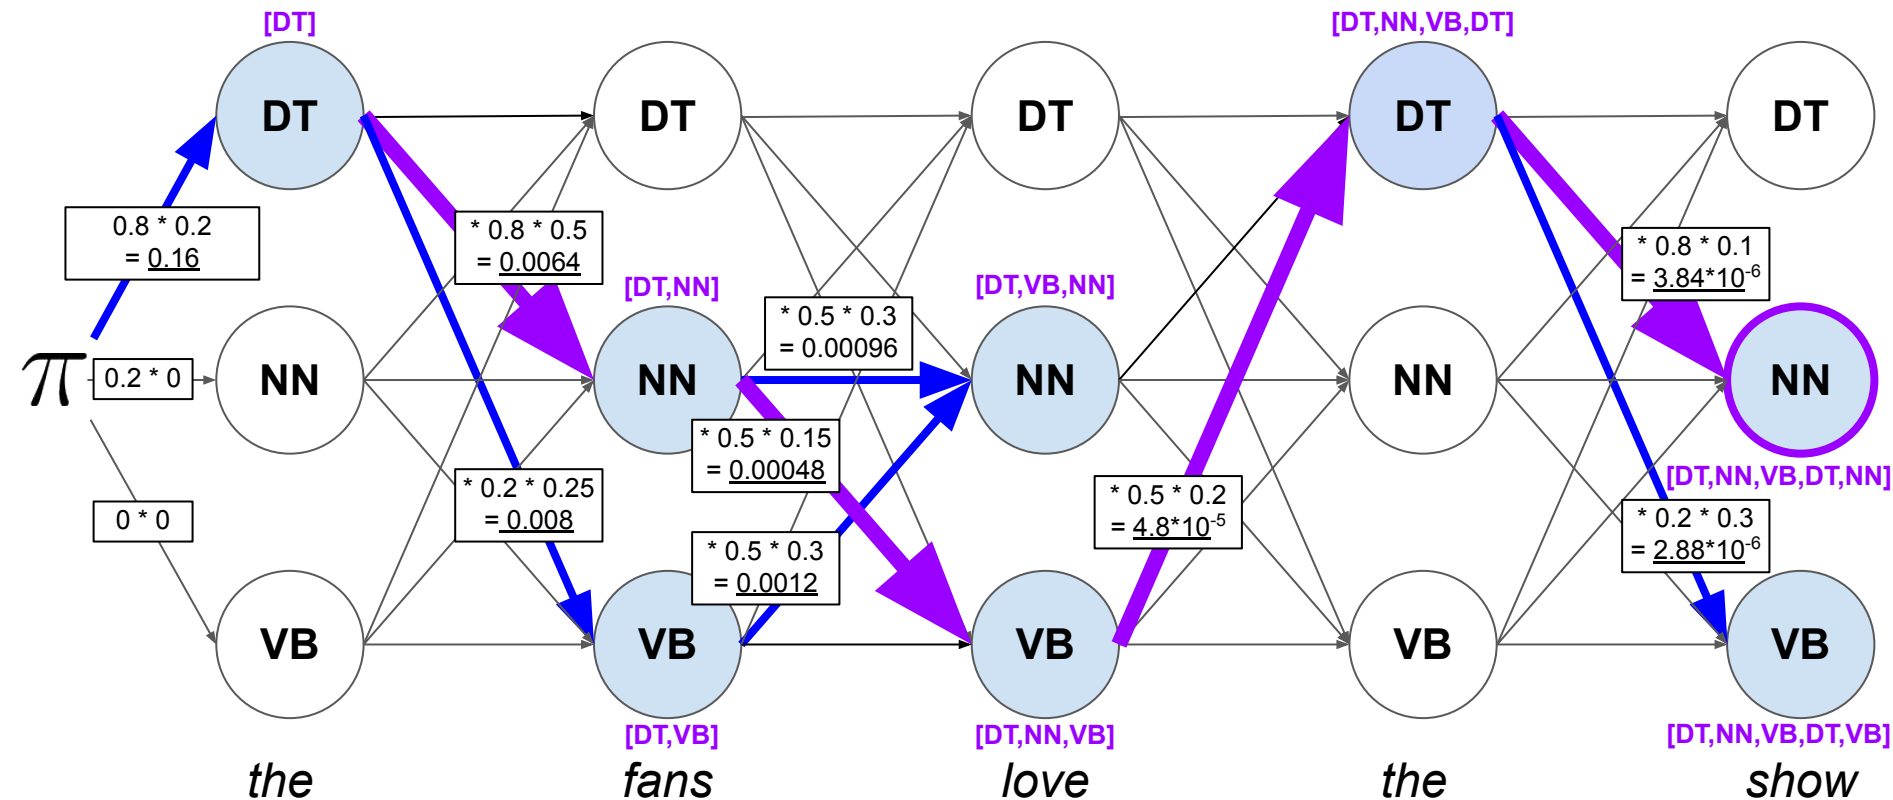 [DT]
[DT,NN,VB,DT]
DT
DT
DT
DT
DT
0.8 * 0.2
= 0.16
* 0.8 * 0.5
= 0.0064
* 0.8 * 0.1
= 3.84*10⁻⁶
[DT,NN]
[DT,VB,NN]
* 0.5 * 0.3
= 0.00096
π
0.2 * 0
NN
NN
NN
NN
NN
* 0.5 * 0.15
= 0.00048
[DT,NN,VB,DT,NN]
* 0.2 * 0.25
= 0.008
* 0.5 * 0.2
= 4.8*10⁻⁵
0 * 0
* 0.2 * 0.3
= 2.88*10⁻⁶
* 0.5 * 0.3
= 0.0012
VB
VB
VB
VB
VB
[DT,VB]
[DT,NN,VB]
[DT,NN,VB,DT,VB]
the
fans
love
the
show